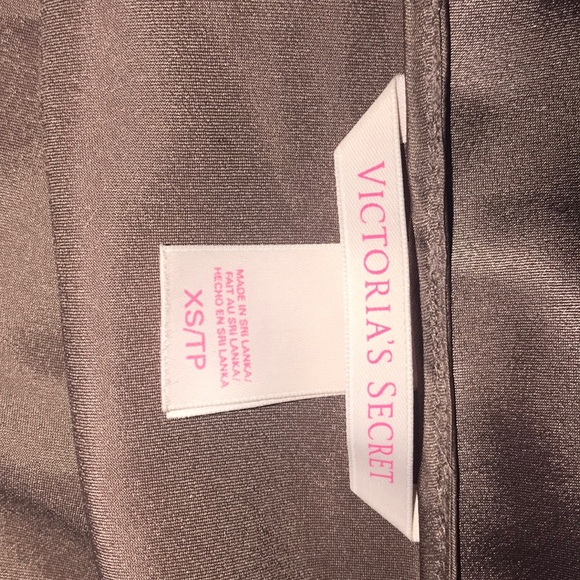 VICTORIA'S SECRET
MADE IN SRI LANKA/
FAIT AU SRI LANKA/
HECHO EN SRI LANKA
XS/TP